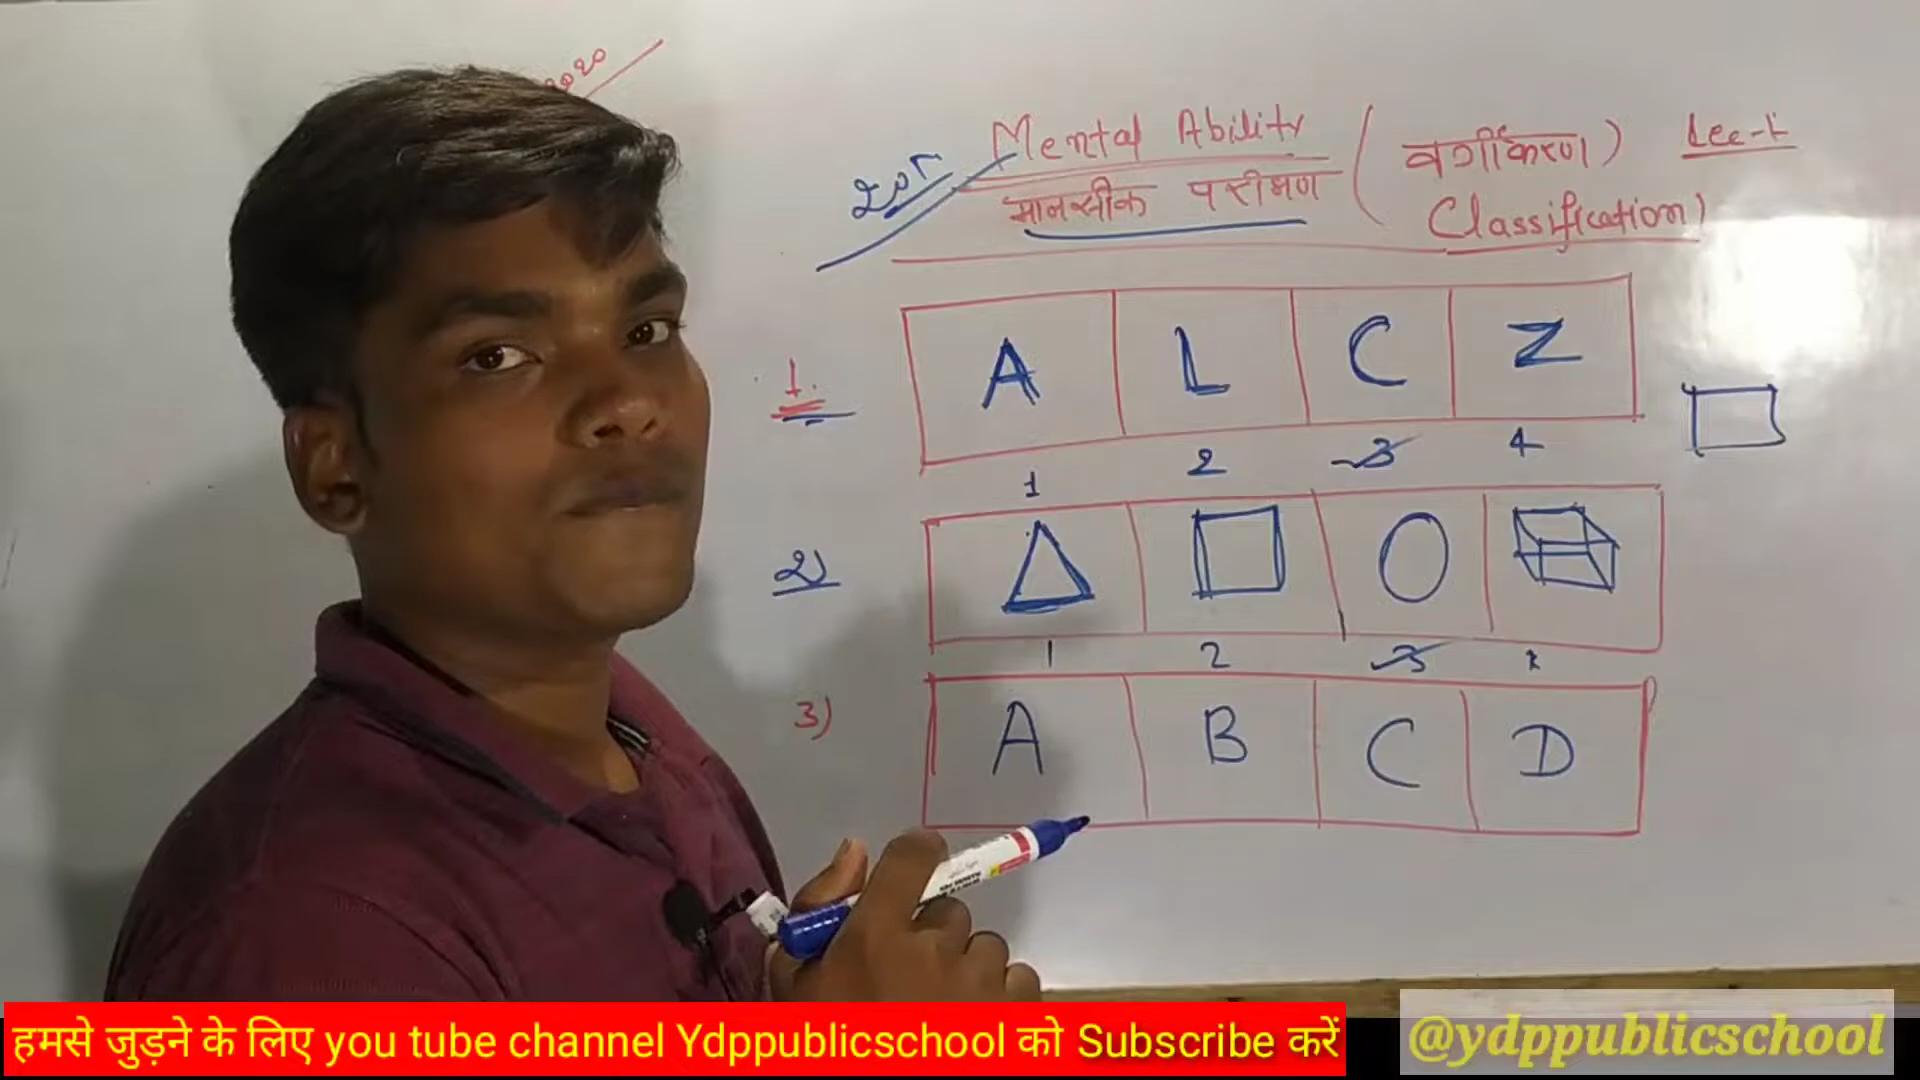 Mental Ability ( वर्गीकरण ) Lec-1
मानसीक परीक्षण Classification )
1.
A L C Z
1 2 3 4
2)
1 2 3
3)
A B C D
हमसे जुड़ने के लिए you tube channel Ydppublicschool को Subscribe करें
@ydppublicschool